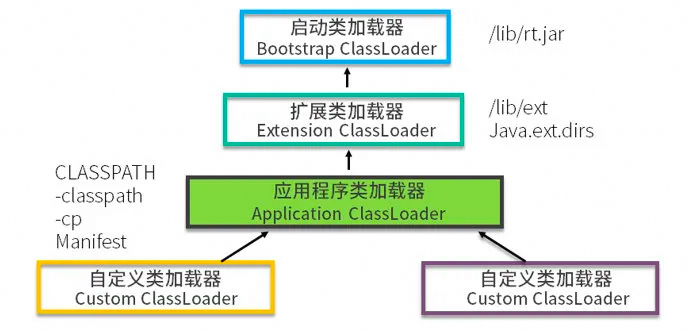 启动类加载器
Bootstrap ClassLoader
/lib/rt.jar
扩展类加载器
Extension ClassLoader
/lib/ext
Java.ext.dirs
CLASSPATH
-classpath
-cp
Manifest
应用程序类加载器
Application ClassLoader
自定义类加载器
Custom ClassLoader
自定义类加载器
Custom ClassLoader